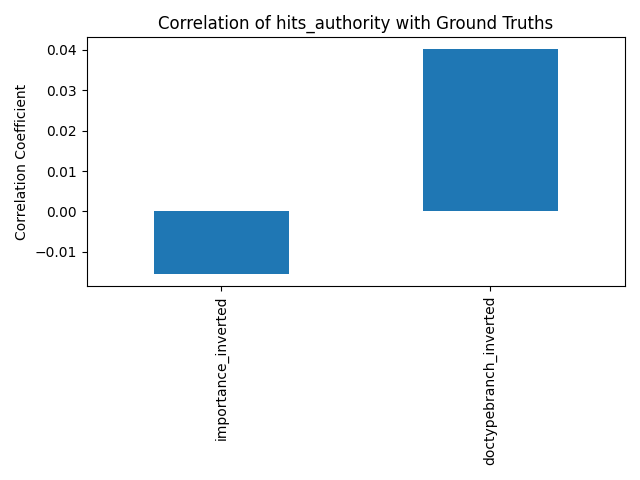 Correlation of hits_authority with Ground Truths
Correlation Coefficient
0.04
0.03
0.02
0.01
0.00
−0.01
importance_inverted
doctypebranch_inverted